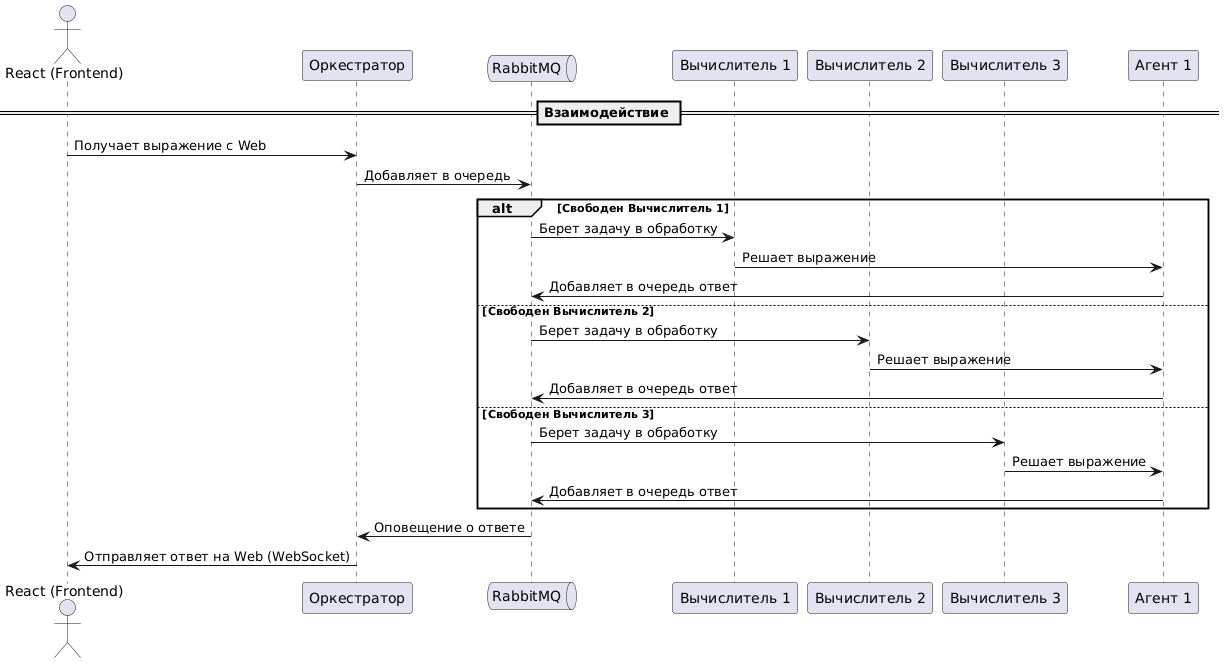 React (Frontend)
Оркестратор
RabbitMQ
Вычислитель 1
Вычислитель 2
Вычислитель 3
Агент 1
Взаимодействие
Получает выражение с Web
Добавляет в очередь
alt
[Свободен Вычислитель 1]
Берет задачу в обработку
Решает выражение
Добавляет в очередь ответ
[Свободен Вычислитель 2]
Берет задачу в обработку
Решает выражение
Добавляет в очередь ответ
[Свободен Вычислитель 3]
Берет задачу в обработку
Решает выражение
Добавляет в очередь ответ
Оповещение о ответе
Отправляет ответ на Web (WebSocket)
React (Frontend)
Оркестратор
RabbitMQ
Вычислитель 1
Вычислитель 2
Вычислитель 3
Агент 1